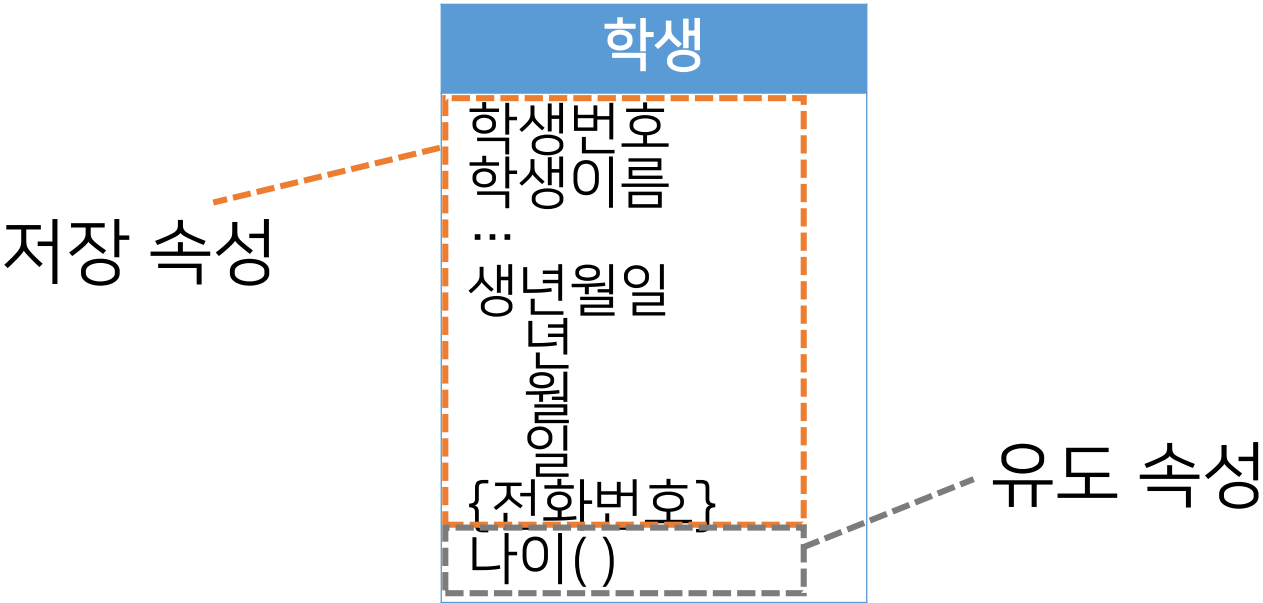 학생
학생번호
학생이름
...
생년월일
년
월
일
{전화번호}
나이( )
저장 속성
유도 속성